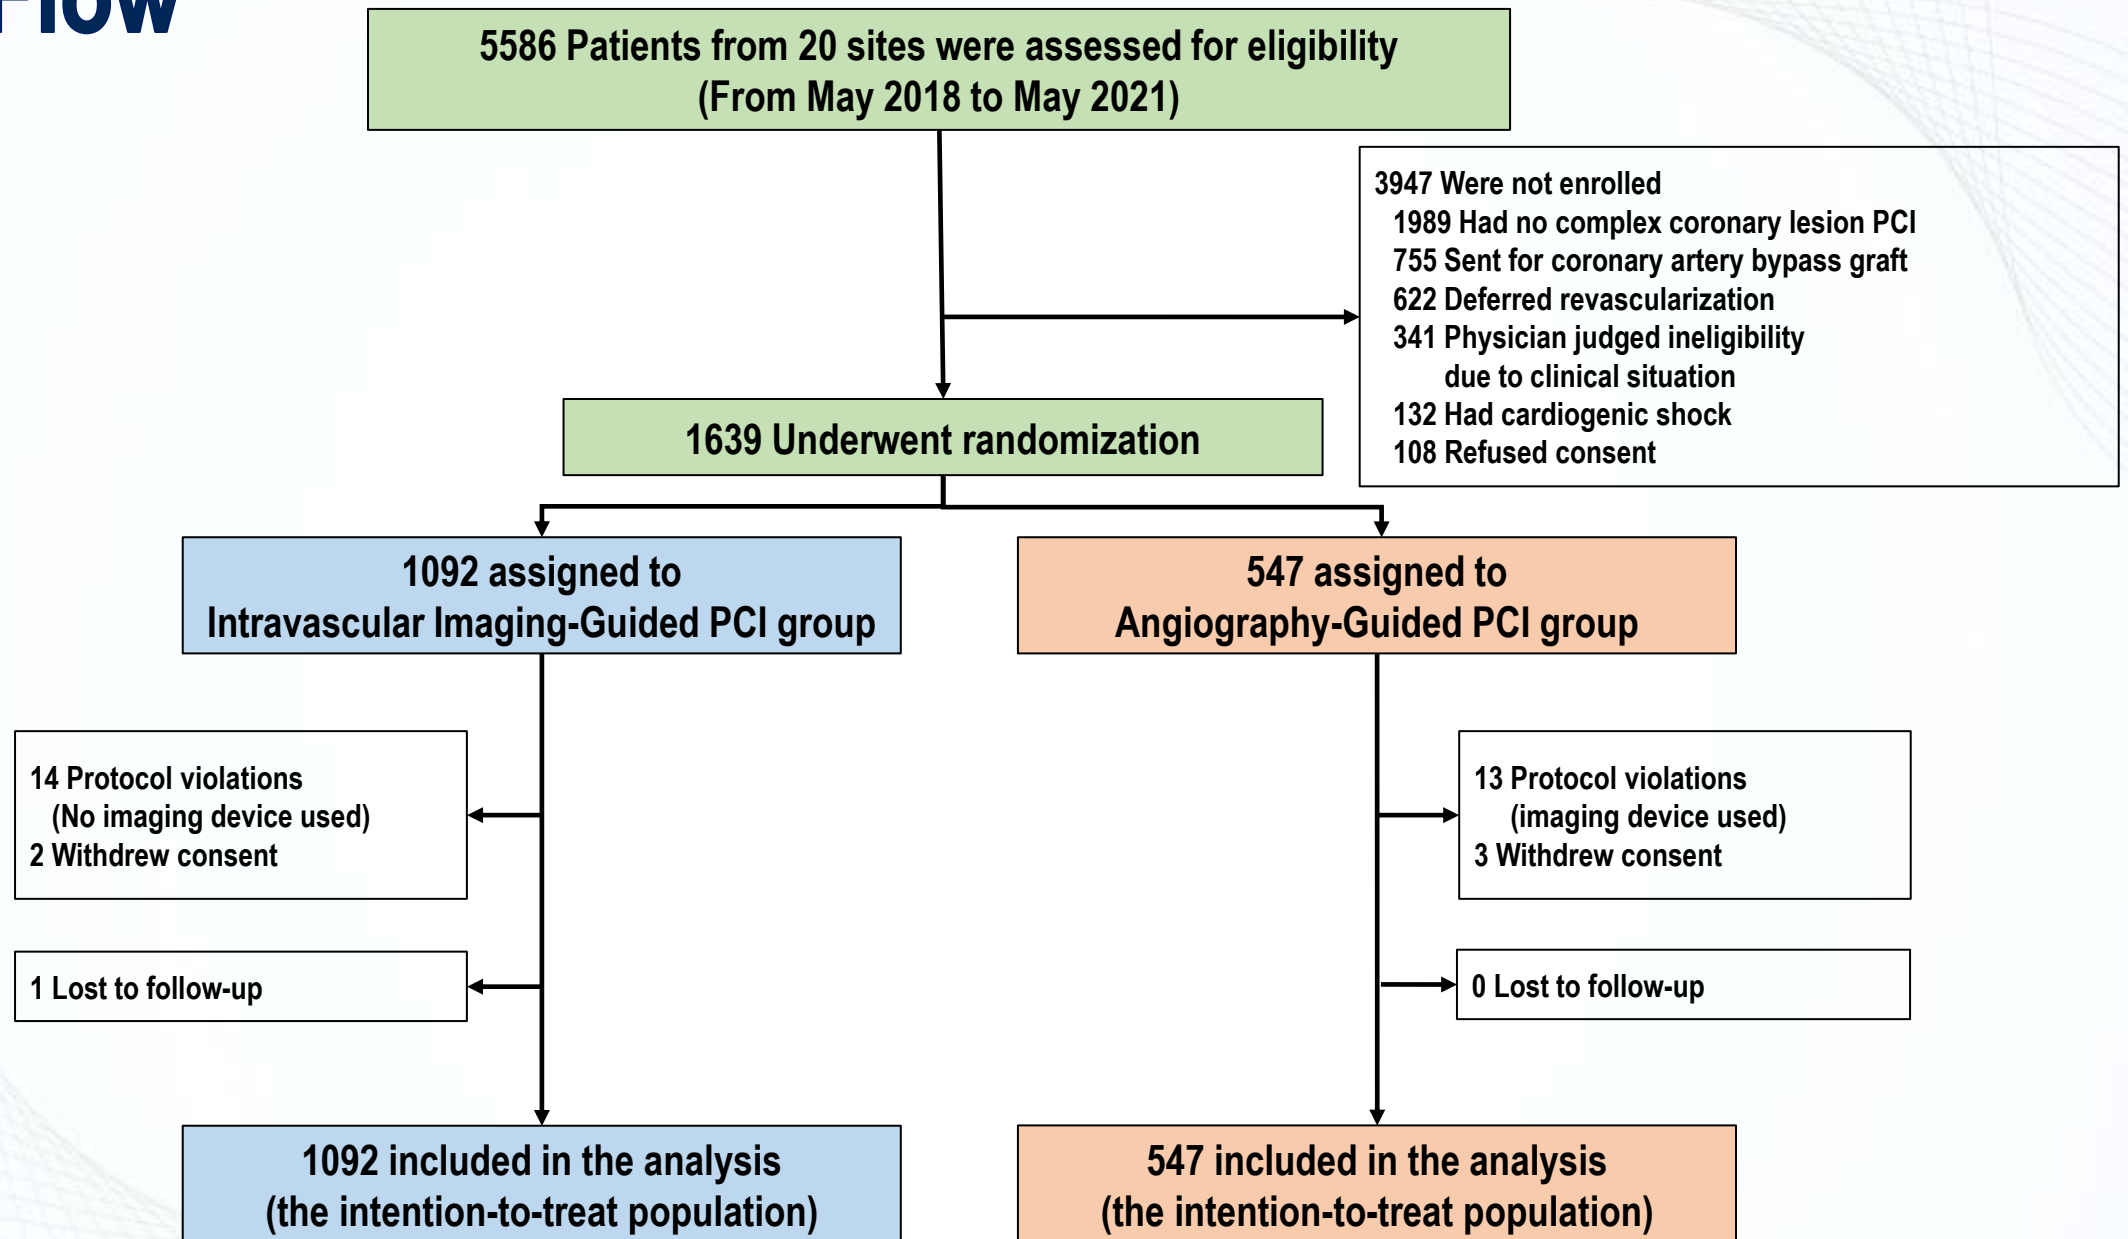 Flow
5586 Patients from 20 sites were assessed for eligibility
(From May 2018 to May 2021)
3947 Were not enrolled
1989 Had no complex coronary lesion PCI
755 Sent for coronary artery bypass graft
622 Deferred revascularization
341 Physician judged ineligibility
due to clinical situation
132 Had cardiogenic shock
108 Refused consent
1639 Underwent randomization
1092 assigned to
Intravascular Imaging-Guided PCI group
547 assigned to
Angiography-Guided PCI group
14 Protocol violations
(No imaging device used)
2 Withdrew consent
13 Protocol violations
(imaging device used)
3 Withdrew consent
1 Lost to follow-up
0 Lost to follow-up
1092 included in the analysis
(the intention-to-treat population)
547 included in the analysis
(the intention-to-treat population)